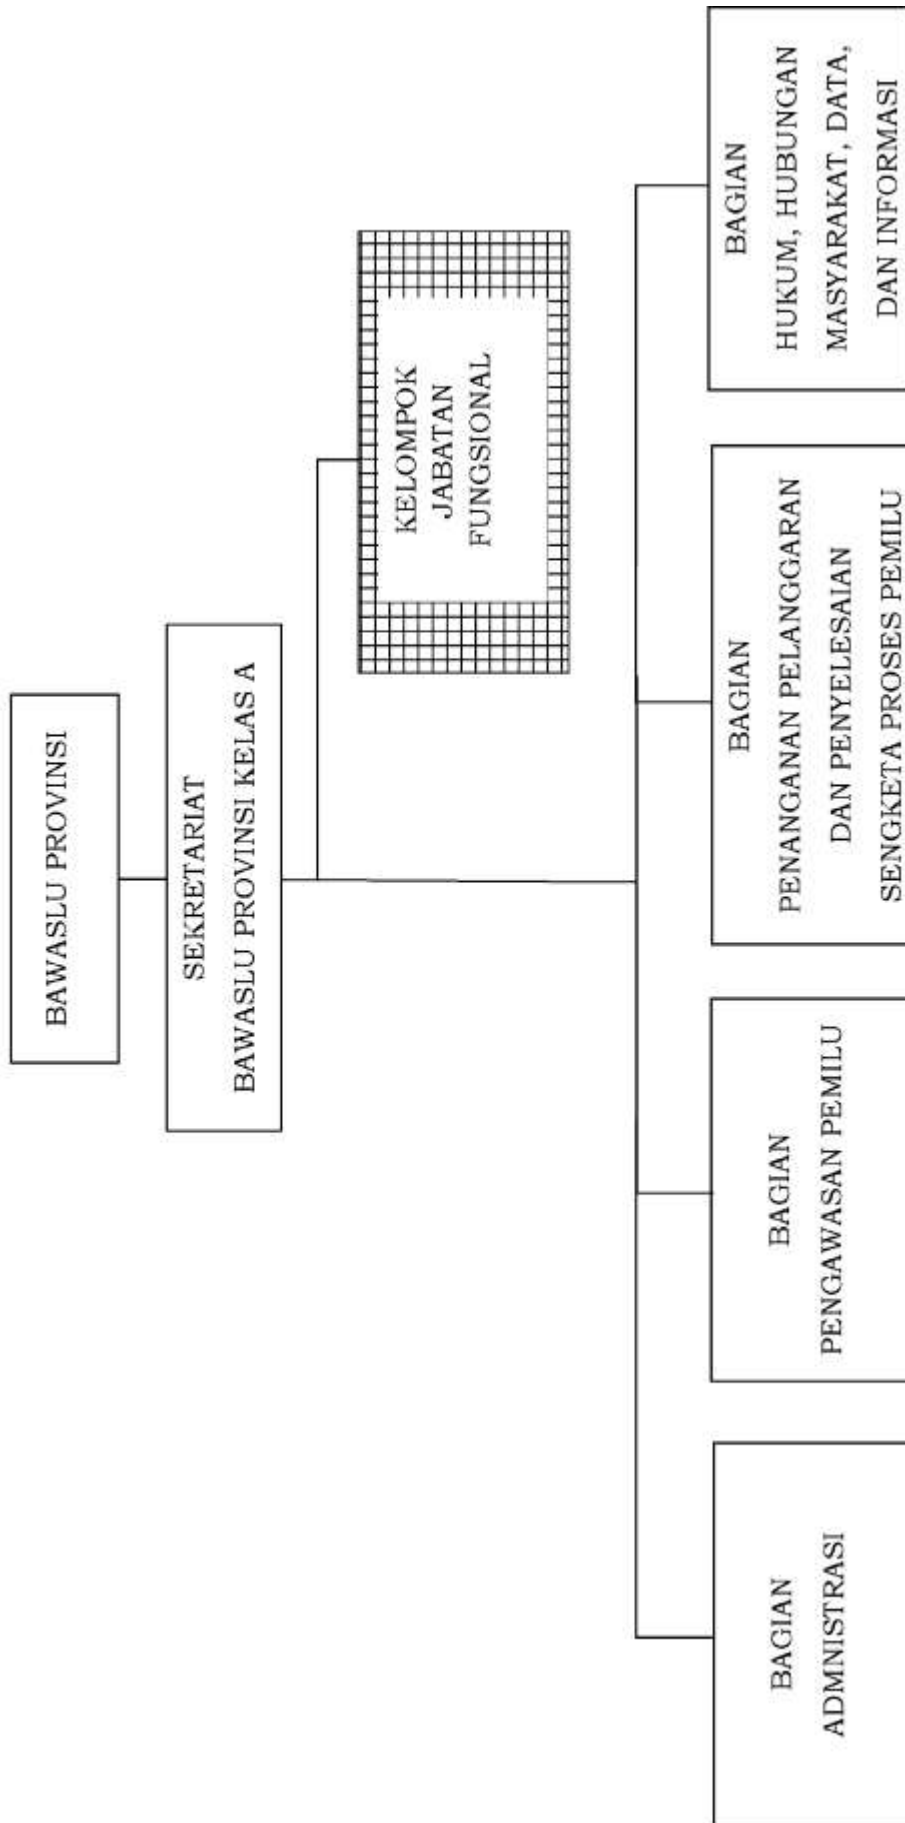 BAWASLU PROVINSI
SEKRETARIAT
BAWASLU PROVINSI KELAS A
KELOMPOK
JABATAN
FUNGSIONAL
BAGIAN
ADMNISTRASI
BAGIAN
PENGAWASAN PEMILU
BAGIAN
PENANGANAN PELANGGARAN
DAN PENYELESAIAN
SENGKETA PROSES PEMILU
BAGIAN
HUKUM, HUBUNGAN
MASYARAKAT, DATA,
DAN INFORMASI